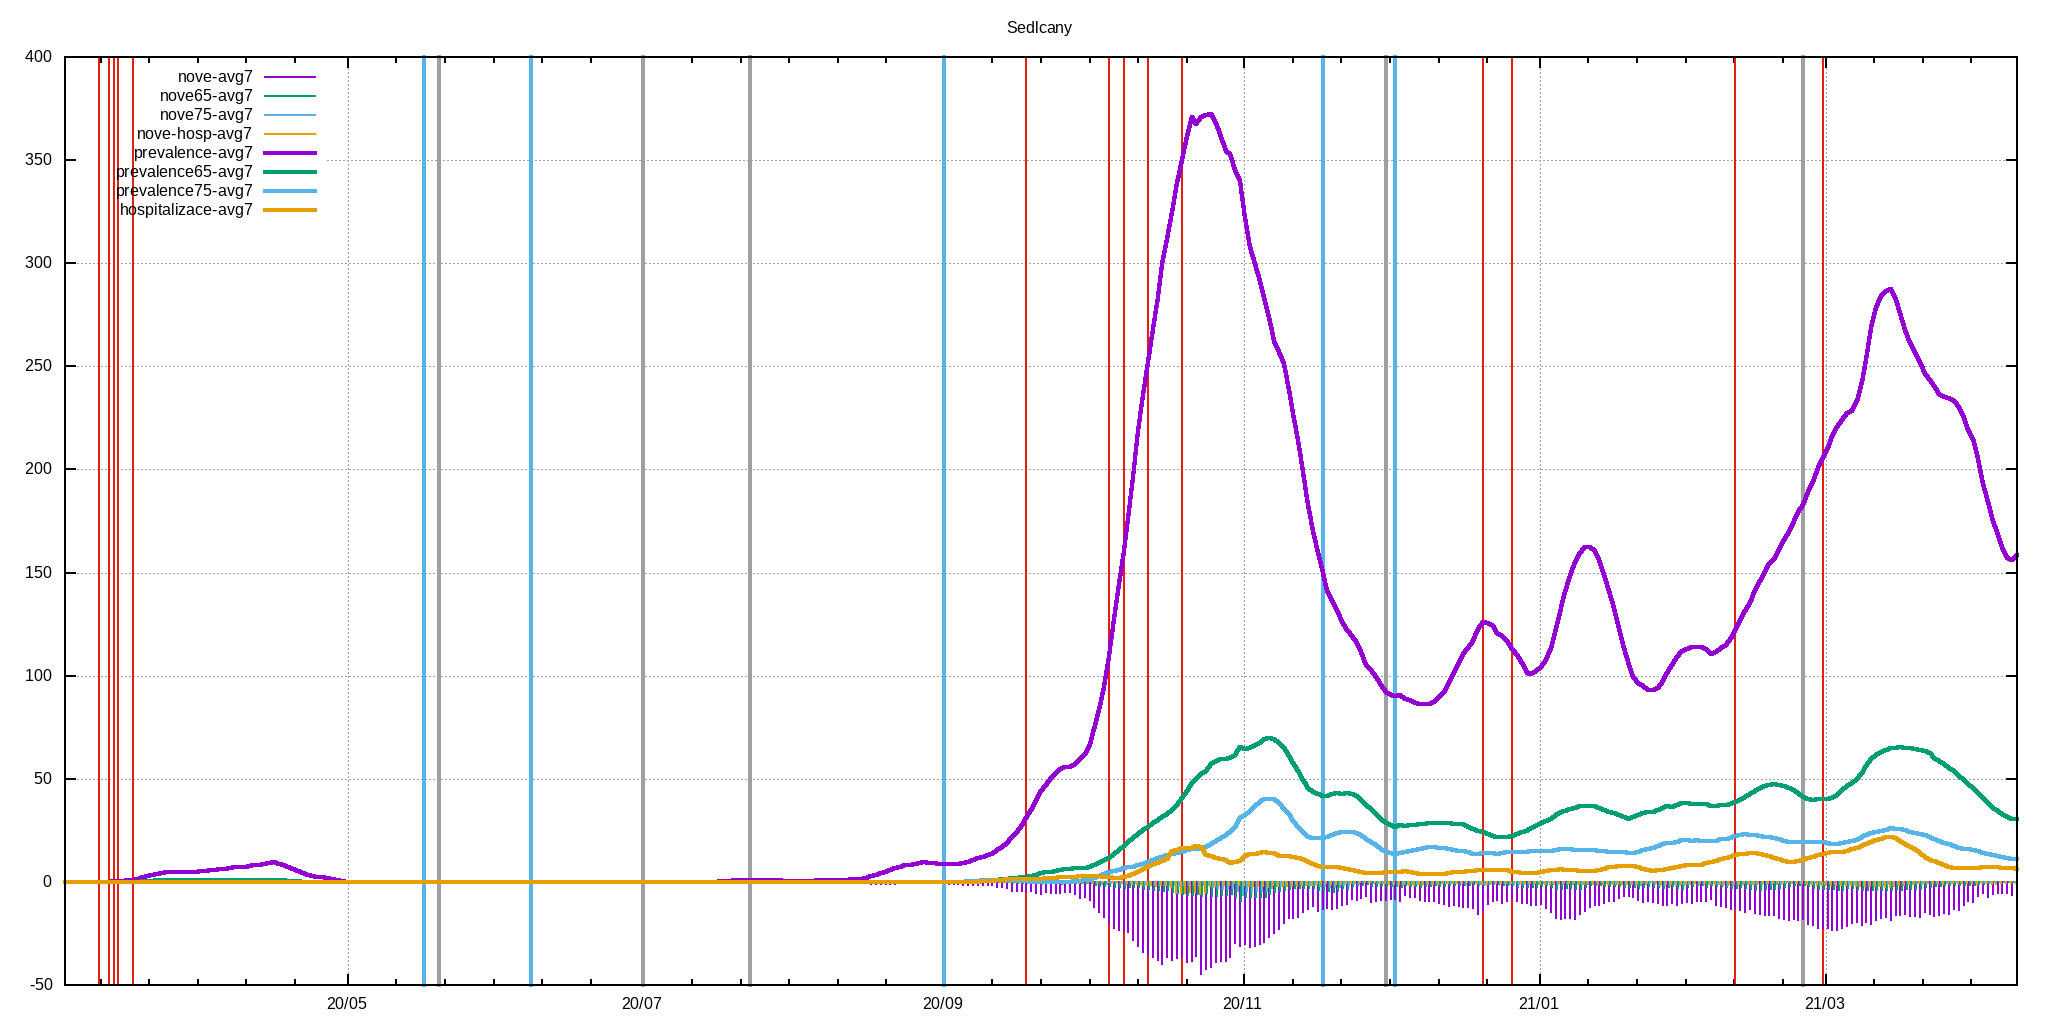 Sedlcany
400
350
300
250
200
150
100
50
0
-50
nove-avg7
nove65-avg7
nove75-avg7
nove-hosp-avg7
prevalence-avg7
prevalence65-avg7
prevalence75-avg7
hospitalizace-avg7
20/05 20/07 20/09 20/11 21/01 21/03